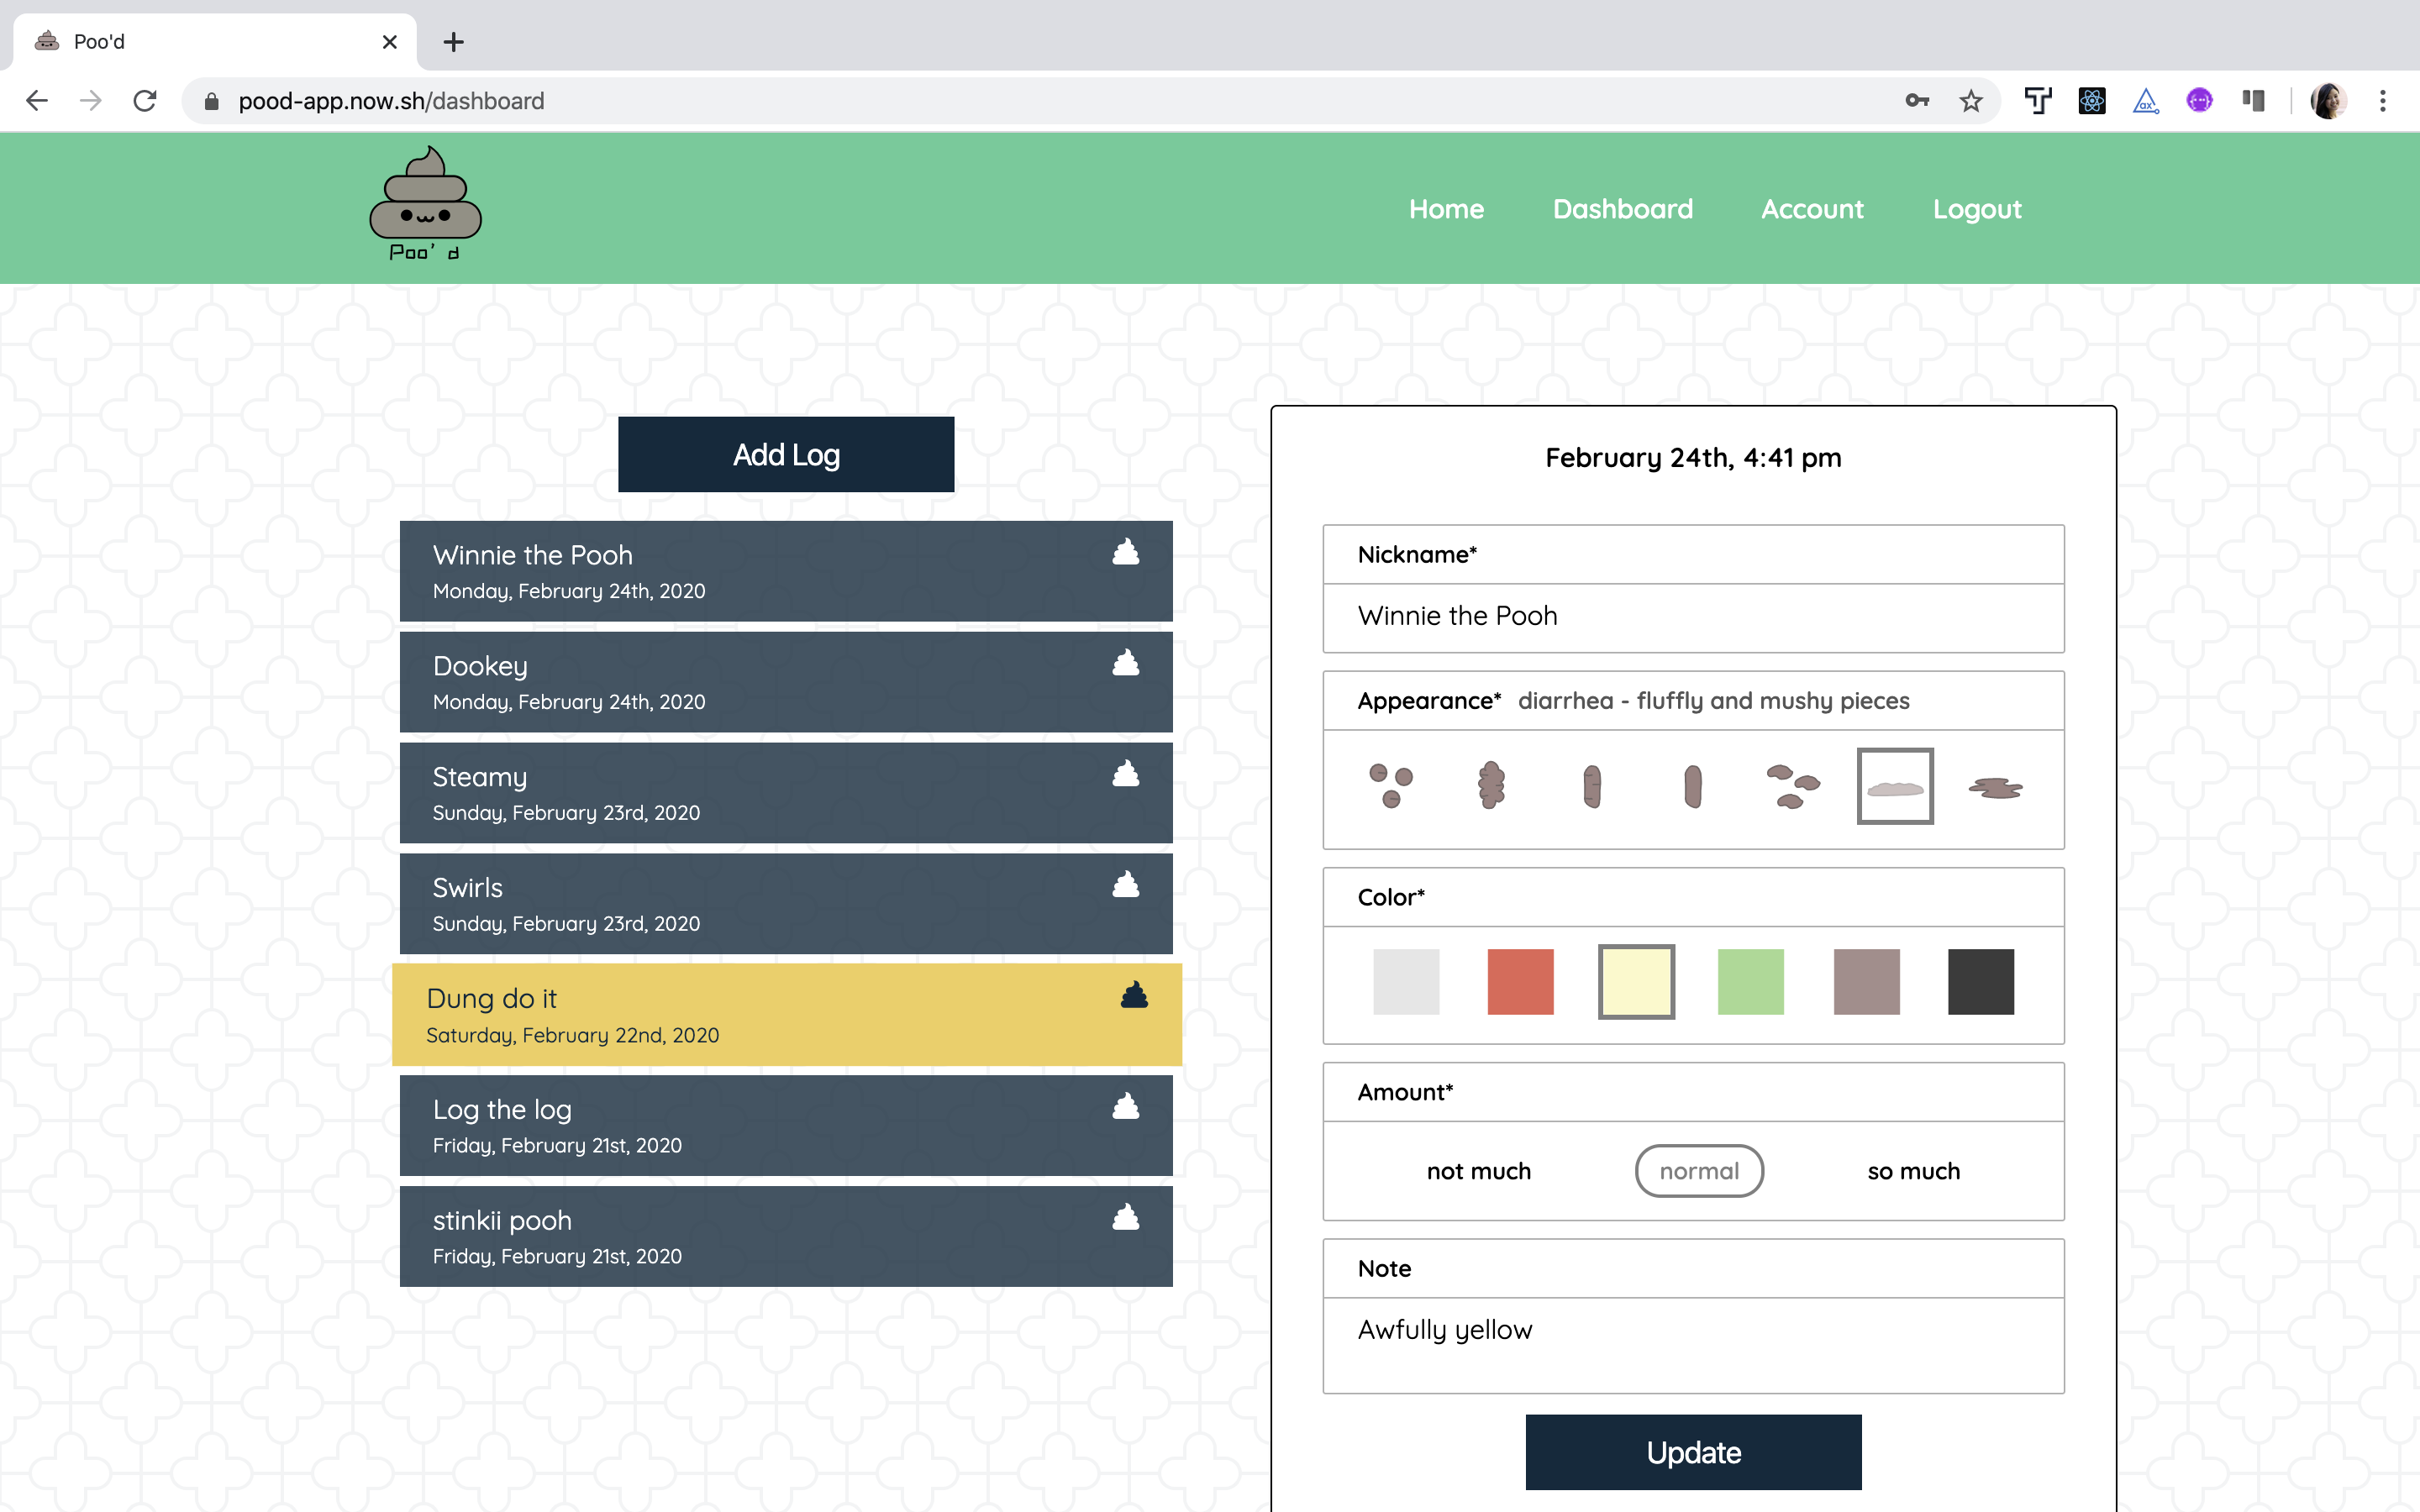 Poo'd
pood-app.now.sh/dashboard
Poo' d
Home
Dashboard
Account
Logout
Add Log
Winnie the Pooh
Monday, February 24th, 2020
Dookey
Monday, February 24th, 2020
Steamy
Sunday, February 23rd, 2020
Swirls
Sunday, February 23rd, 2020
Dung do it
Saturday, February 22nd, 2020
Log the log
Friday, February 21st, 2020
stinkii pooh
Friday, February 21st, 2020
February 24th, 4:41 pm
Nickname*
Winnie the Pooh
Appearance* diarrhea - fluffly and mushy pieces
Color*
Amount*
not much
normal
so much
Note
Awfully yellow
Update